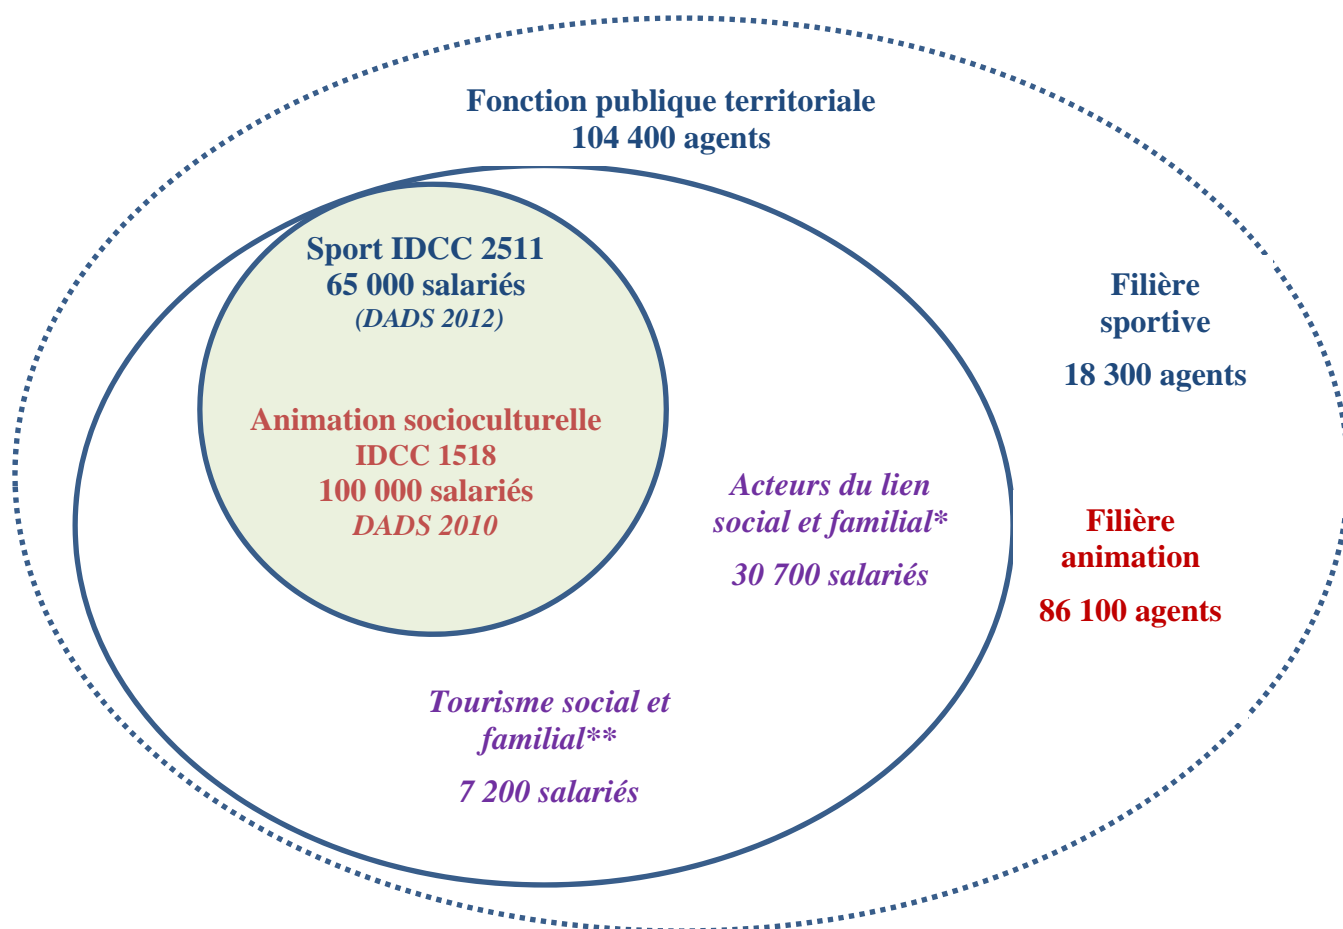 Fonction publique territoriale
104 400 agents
Sport IDCC 2511
65 000 salariés
(DADS 2012)
Animation socioculturelle
IDCC 1518
100 000 salariés
DADS 2010
Acteurs du lien
social et familial*
30 700 salariés
Tourisme social et
familial**
7 200 salariés
Filière
sportive
18 300 agents
Filière
animation
86 100 agents